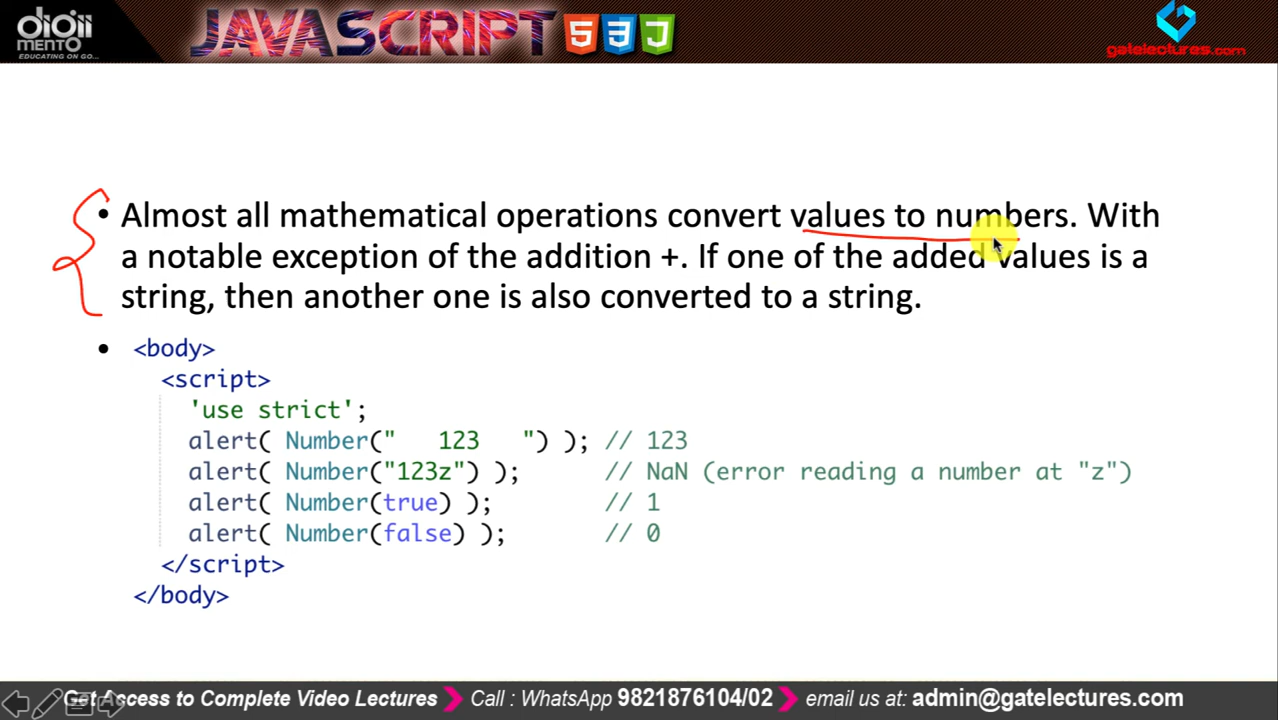 DIGII
MENTO
EDUCATING ON GO...
JAVASCRIPT 5 3 J
gatelectures.com
• Almost all mathematical operations convert values to numbers. With
a notable exception of the addition +. If one of the added values is a
string, then another one is also converted to a string.
• <body>
<script>
'use strict';
alert( Number("   123   ") ); // 123
alert( Number("123z") );        // NaN (error reading a number at "z")
alert( Number(true) );          // 1
alert( Number(false) );         // 0
</script>
</body>
Get Access to Complete Video Lectures Call : WhatsApp 9821876104/02 email us at: admin@gatelectures.com